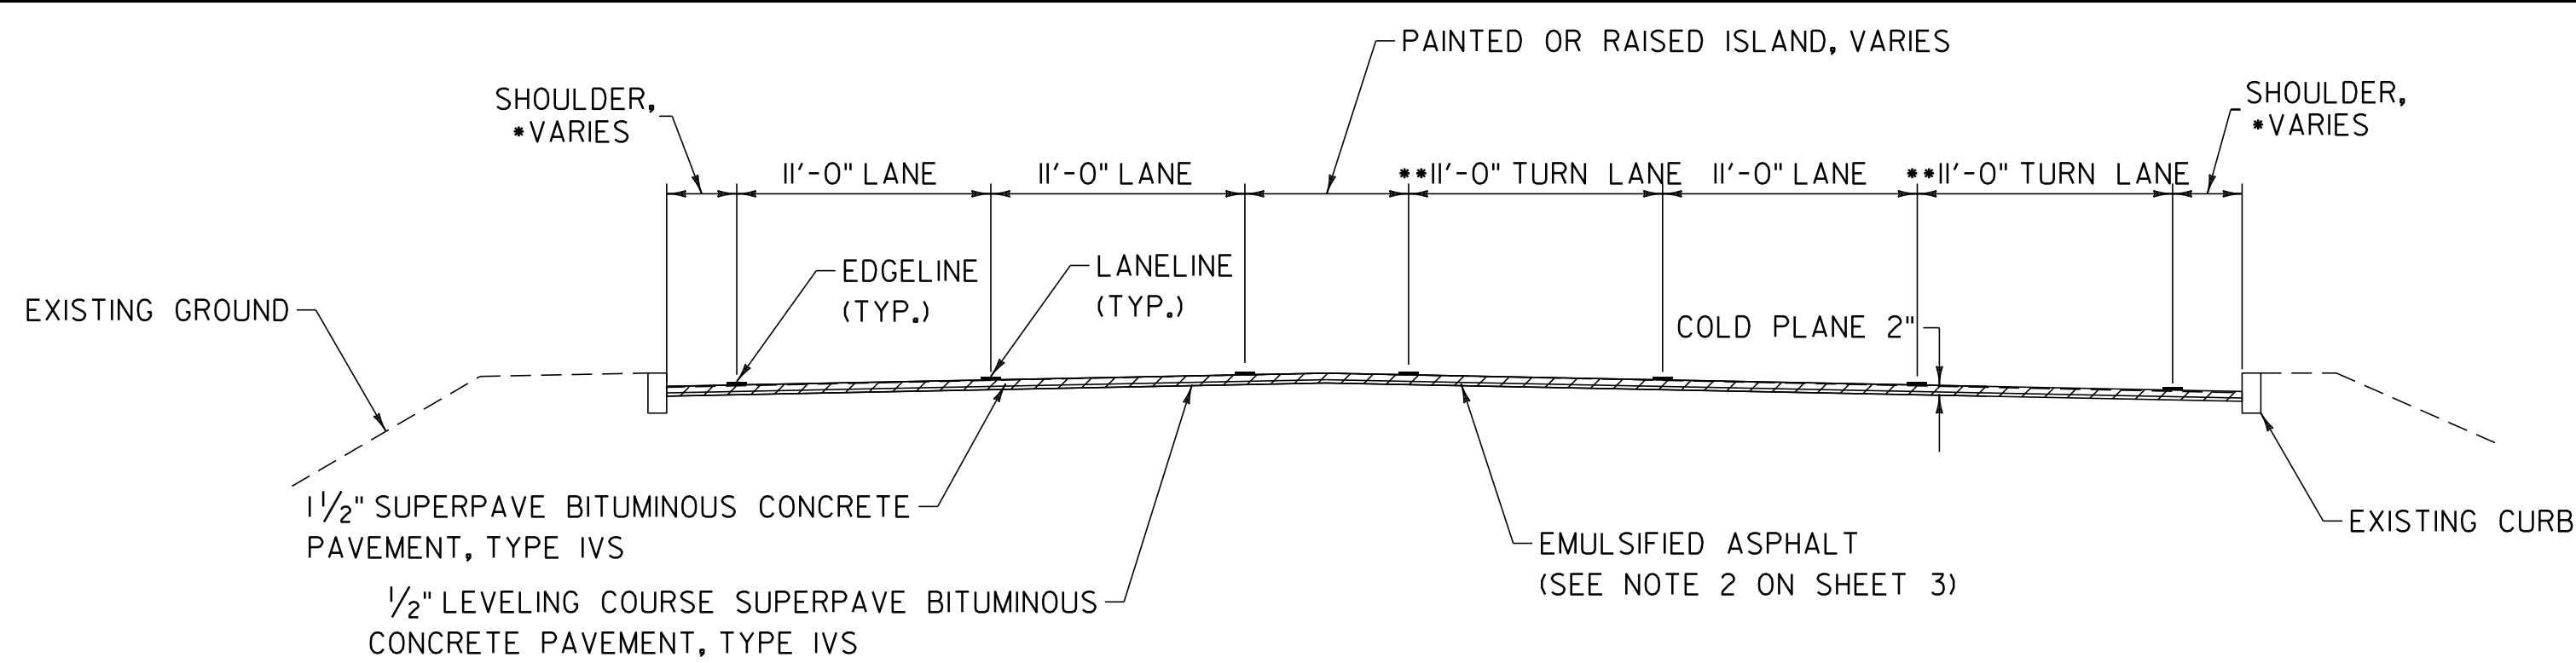 PAINTED OR RAISED ISLAND, VARIES
SHOULDER,
*VARIES
SHOULDER,
*VARIES
11'-0" LANE
11'-0" LANE
**11'-0" TURN LANE
11'-0" LANE
**11'-0" TURN LANE
EDGELINE
(TYP.)
LANELINE
(TYP.)
EXISTING GROUND
COLD PLANE 2"
1 1/2" SUPERPAVE BITUMINOUS CONCRETE
PAVEMENT, TYPE IVS
1/2" LEVELING COURSE SUPERPAVE BITUMINOUS
CONCRETE PAVEMENT, TYPE IVS
EMULSIFIED ASPHALT
(SEE NOTE 2 ON SHEET 3)
EXISTING CURB